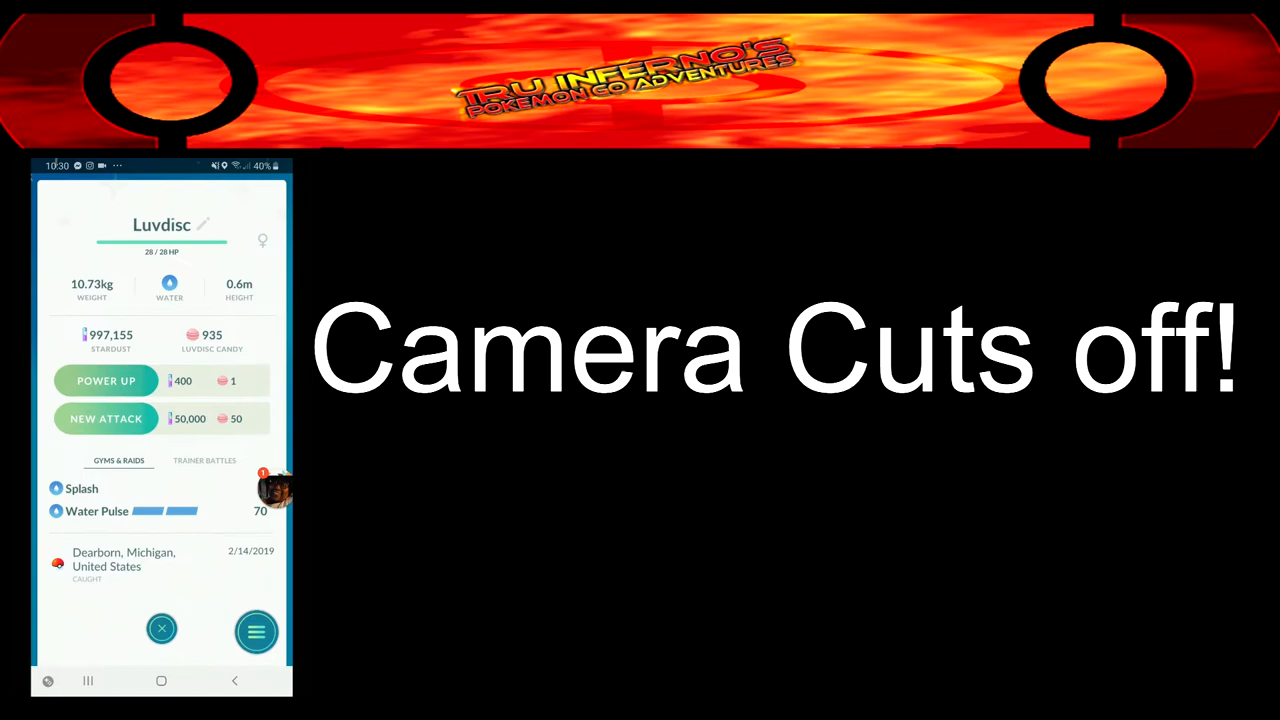 TRU INFERNO'S
POKEMON GO ADVENTURES
10:30
40%
Luvdisc
28 / 28 HP
10.73kg
WEIGHT
WATER
0.6m
HEIGHT
997,155
STARDUST
935
LUVDISC CANDY
POWER UP 400 1
NEW ATTACK 50,000 50
GYMS & RAIDS TRAINER BATTLES
1
Splash
Water Pulse 70
Dearborn, Michigan, 2/14/2019
United States
CAUGHT
Camera Cuts off!